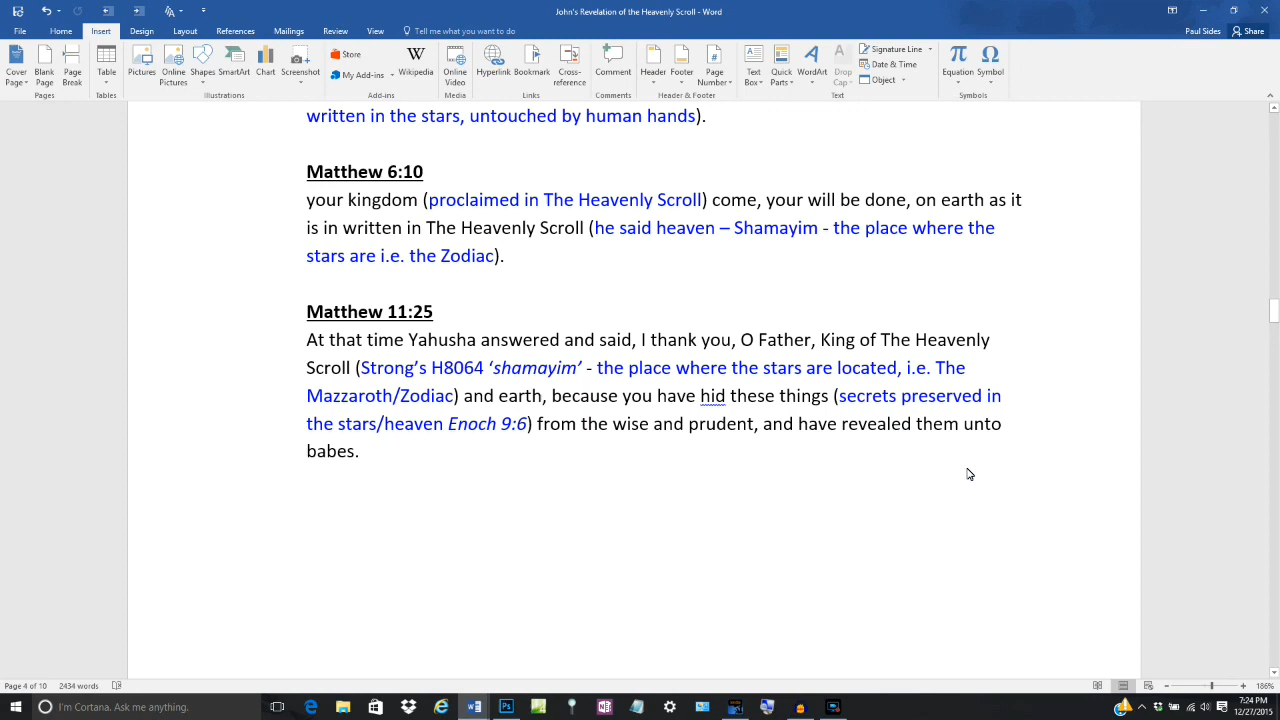 John's Revelation of the Heavenly Scroll - Word
File Home Insert Design Layout References Mailings Review View Tell me what you want to do Paul Sides Share
Cover Page Blank Page Page Break Table Pictures Online Pictures Shapes SmartArt Chart Screenshot Store My Add-ins Wikipedia Online Video Hyperlink Bookmark Cross-reference Comment Header Footer Page Number Text Box Quick Parts WordArt Drop Cap Signature Line Date & Time Object Equation Symbol
Pages Tables Illustrations Add-ins Media Links Comments Header & Footer Text Symbols
written in the stars, untouched by human hands).
Matthew 6:10
your kingdom (proclaimed in The Heavenly Scroll) come, your will be done, on earth as it
is in written in The Heavenly Scroll (he said heaven – Shamayim - the place where the
stars are i.e. the Zodiac).
Matthew 11:25
At that time Yahusha answered and said, I thank you, O Father, King of The Heavenly
Scroll (Strong's H8064 ‘shamayim’ - the place where the stars are located, i.e. The
Mazzaroth/Zodiac) and earth, because you have hid these things (secrets preserved in
the stars/heaven Enoch 9:6) from the wise and prudent, and have revealed them unto
babes.
Page 4 of 10 2434 words 186%
I'm Cortana. Ask me anything. 7:24 PM
12/27/2015